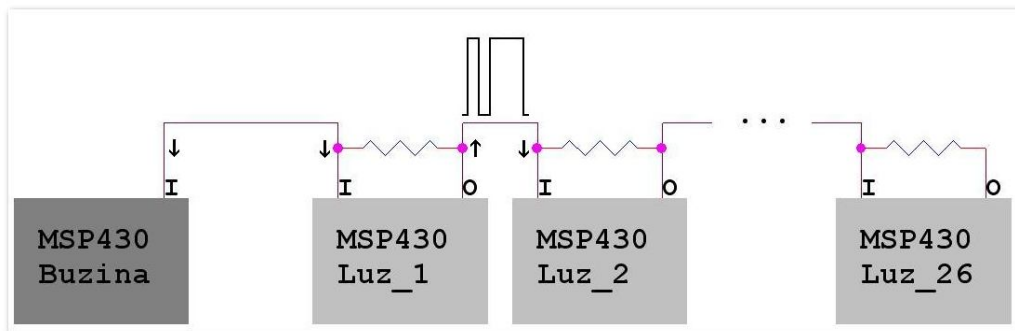 ...
I
I
O
I
O
I
O
MSP430
Buzina
MSP430
Luz_1
MSP430
Luz_2
MSP430
Luz_26